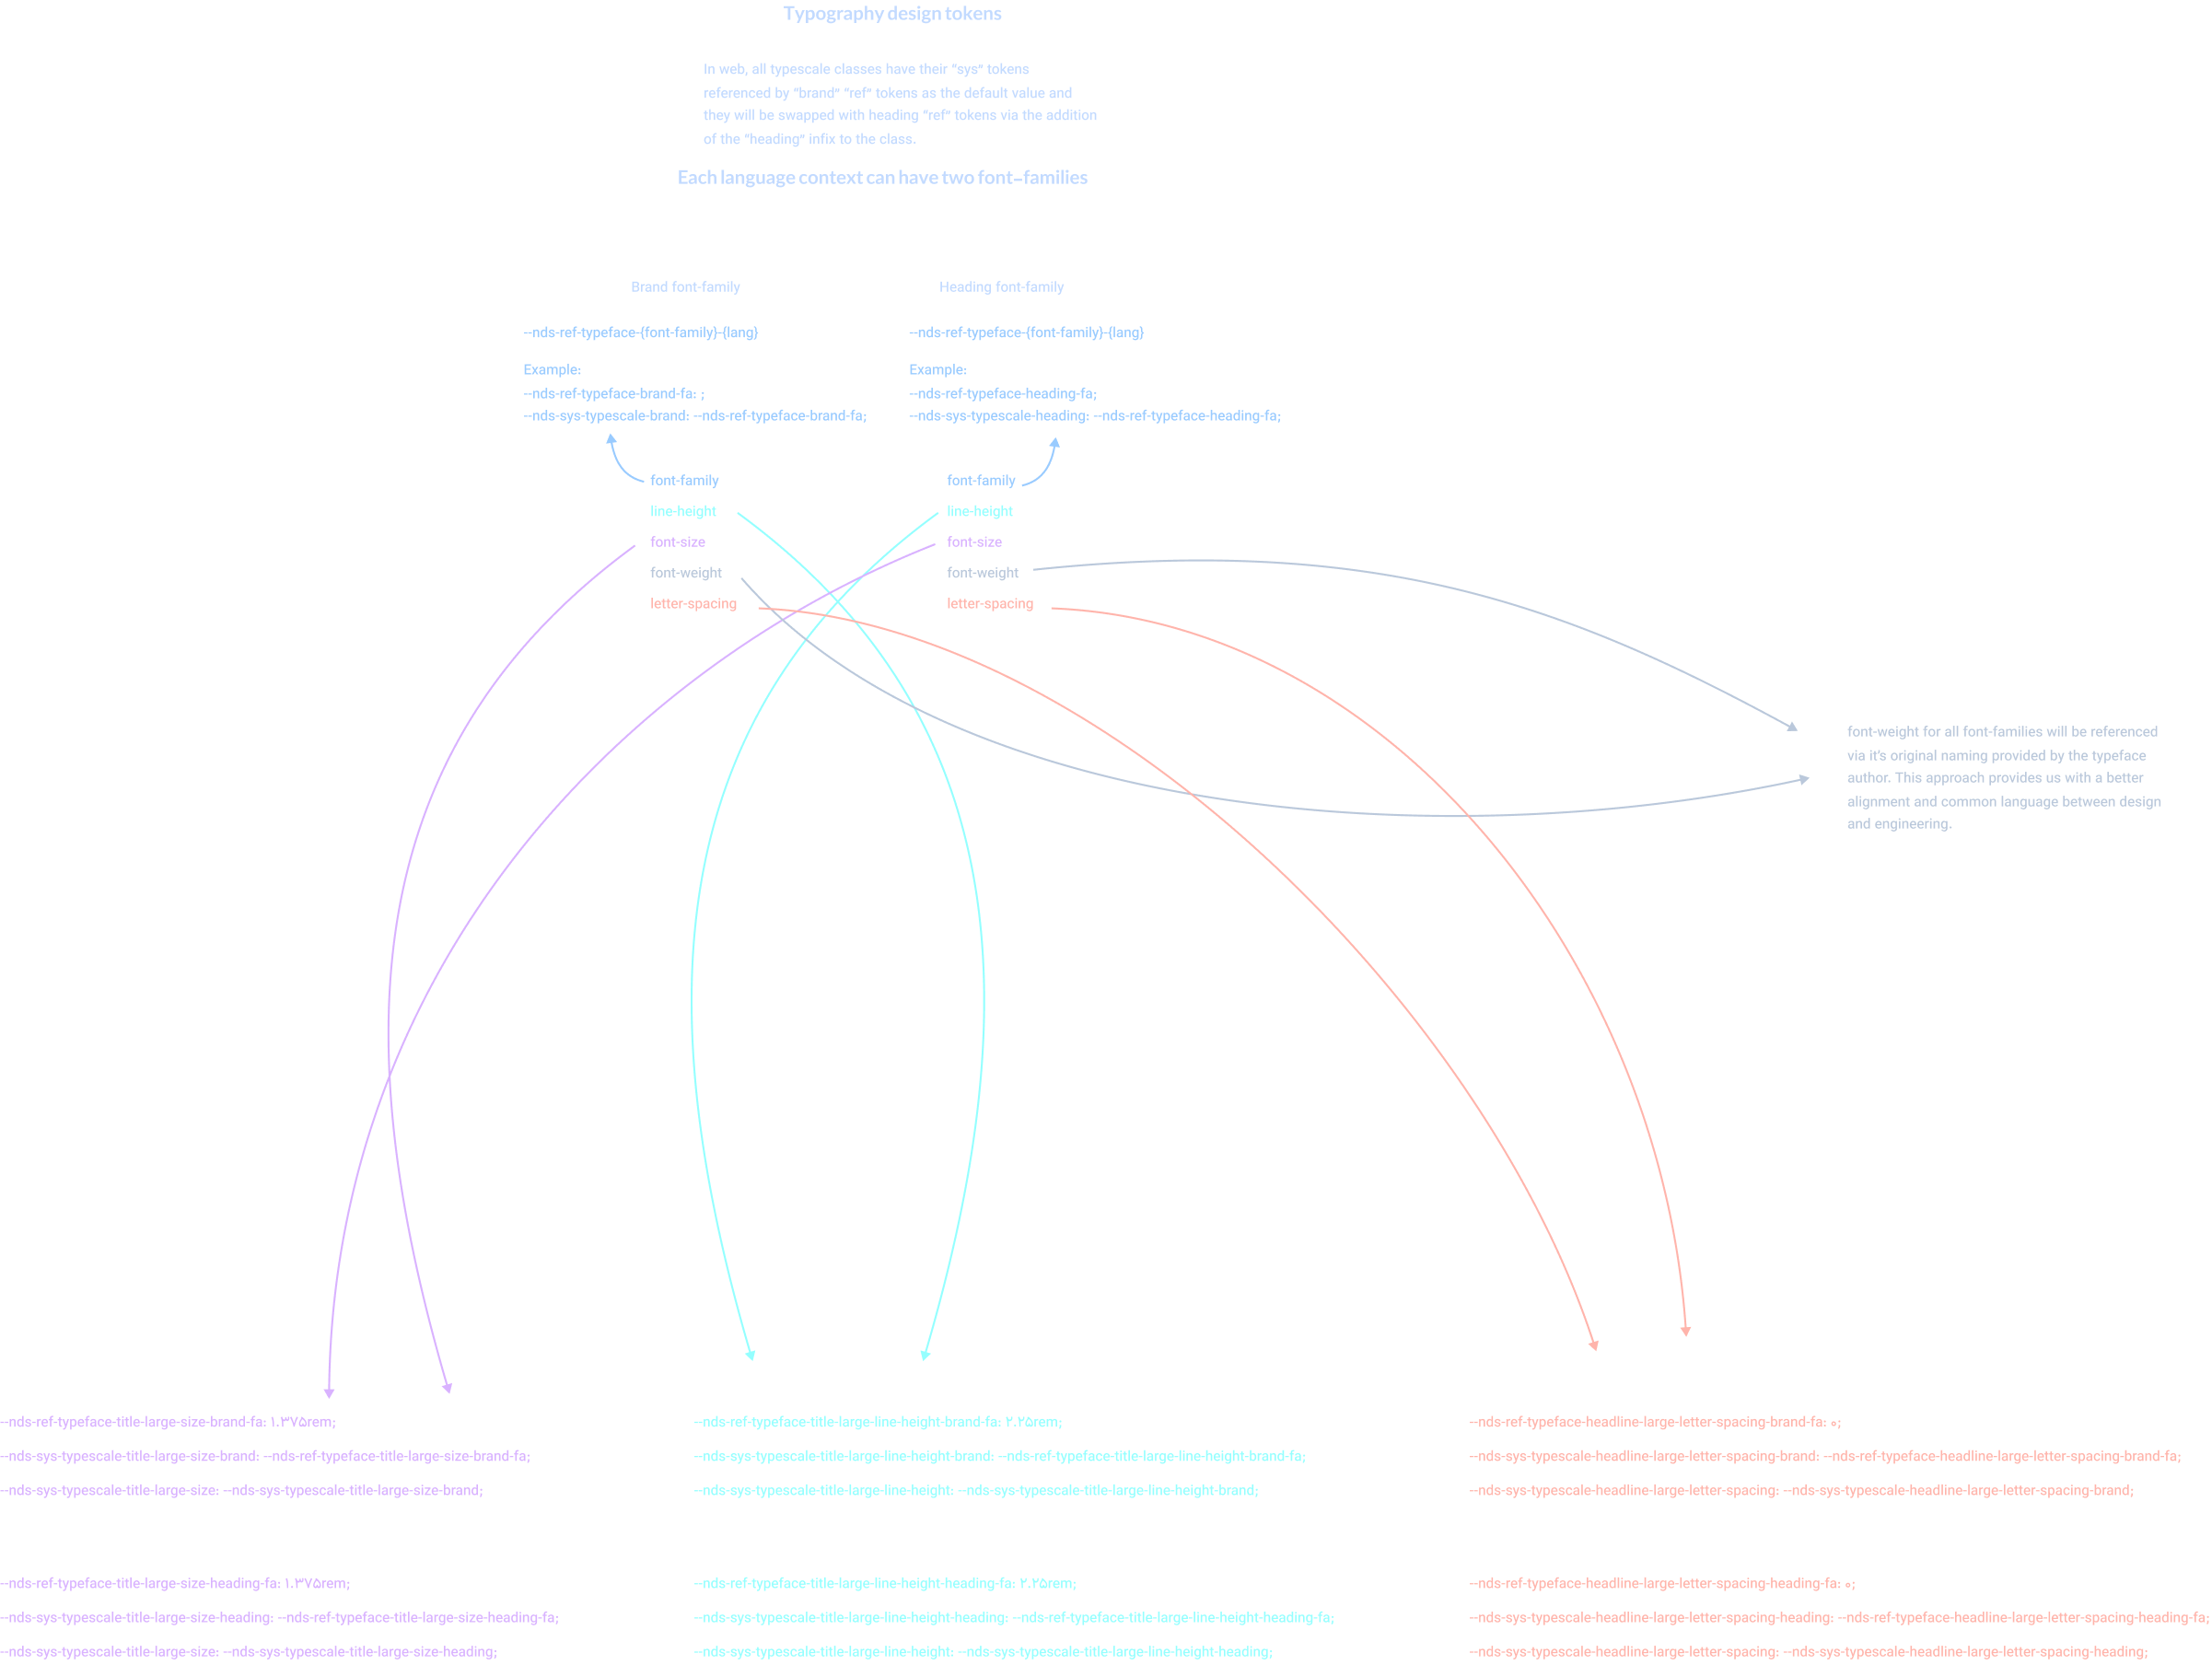 Typography design tokens
In web, all typescale classes have their “sys” tokens
referenced by “brand” “ref” tokens as the default value and
they will be swapped with heading “ref” tokens via the addition
of the “heading” infix to the class.
Each language context can have two font-families
Brand font-family
--nds-ref-typeface-{font-family}-{lang}
Example:
--nds-ref-typeface-brand-fa: ;
--nds-sys-typescale-brand: --nds-ref-typeface-brand-fa;
Heading font-family
--nds-ref-typeface-{font-family}-{lang}
Example:
--nds-ref-typeface-heading-fa;
--nds-sys-typescale-heading: --nds-ref-typeface-heading-fa;
font-family
line-height
font-size
font-weight
letter-spacing
font-family
line-height
font-size
font-weight
letter-spacing
font-weight for all font-families will be referenced
via it’s original naming provided by the typeface
author. This approach provides us with a better
alignment and common language between design
and engineering.
--nds-ref-typeface-title-large-size-brand-fa: ۱.۳۷۵rem;
--nds-sys-typescale-title-large-size-brand: --nds-ref-typeface-title-large-size-brand-fa;
--nds-sys-typescale-title-large-size: --nds-sys-typescale-title-large-size-brand;
--nds-ref-typeface-title-large-line-height-brand-fa: ۲.۲۵rem;
--nds-sys-typescale-title-large-line-height-brand: --nds-ref-typeface-title-large-line-height-brand-fa;
--nds-sys-typescale-title-large-line-height: --nds-sys-typescale-title-large-line-height-brand;
--nds-ref-typeface-headline-large-letter-spacing-brand-fa: ۰;
--nds-sys-typescale-headline-large-letter-spacing-brand: --nds-ref-typeface-headline-large-letter-spacing-brand-fa;
--nds-sys-typescale-headline-large-letter-spacing: --nds-sys-typescale-headline-large-letter-spacing-brand;
--nds-ref-typeface-title-large-size-heading-fa: ۱.۳۷۵rem;
--nds-sys-typescale-title-large-size-heading: --nds-ref-typeface-title-large-size-heading-fa;
--nds-sys-typescale-title-large-size: --nds-sys-typescale-title-large-size-heading;
--nds-ref-typeface-title-large-line-height-heading-fa: ۲.۲۵rem;
--nds-sys-typescale-title-large-line-height-heading: --nds-ref-typeface-title-large-line-height-heading-fa;
--nds-sys-typescale-title-large-line-height: --nds-sys-typescale-title-large-line-height-heading;
--nds-ref-typeface-headline-large-letter-spacing-heading-fa: ۰;
--nds-sys-typescale-headline-large-letter-spacing-heading: --nds-ref-typeface-headline-large-letter-spacing-heading-fa;
--nds-sys-typescale-headline-large-letter-spacing: --nds-sys-typescale-headline-large-letter-spacing-heading;